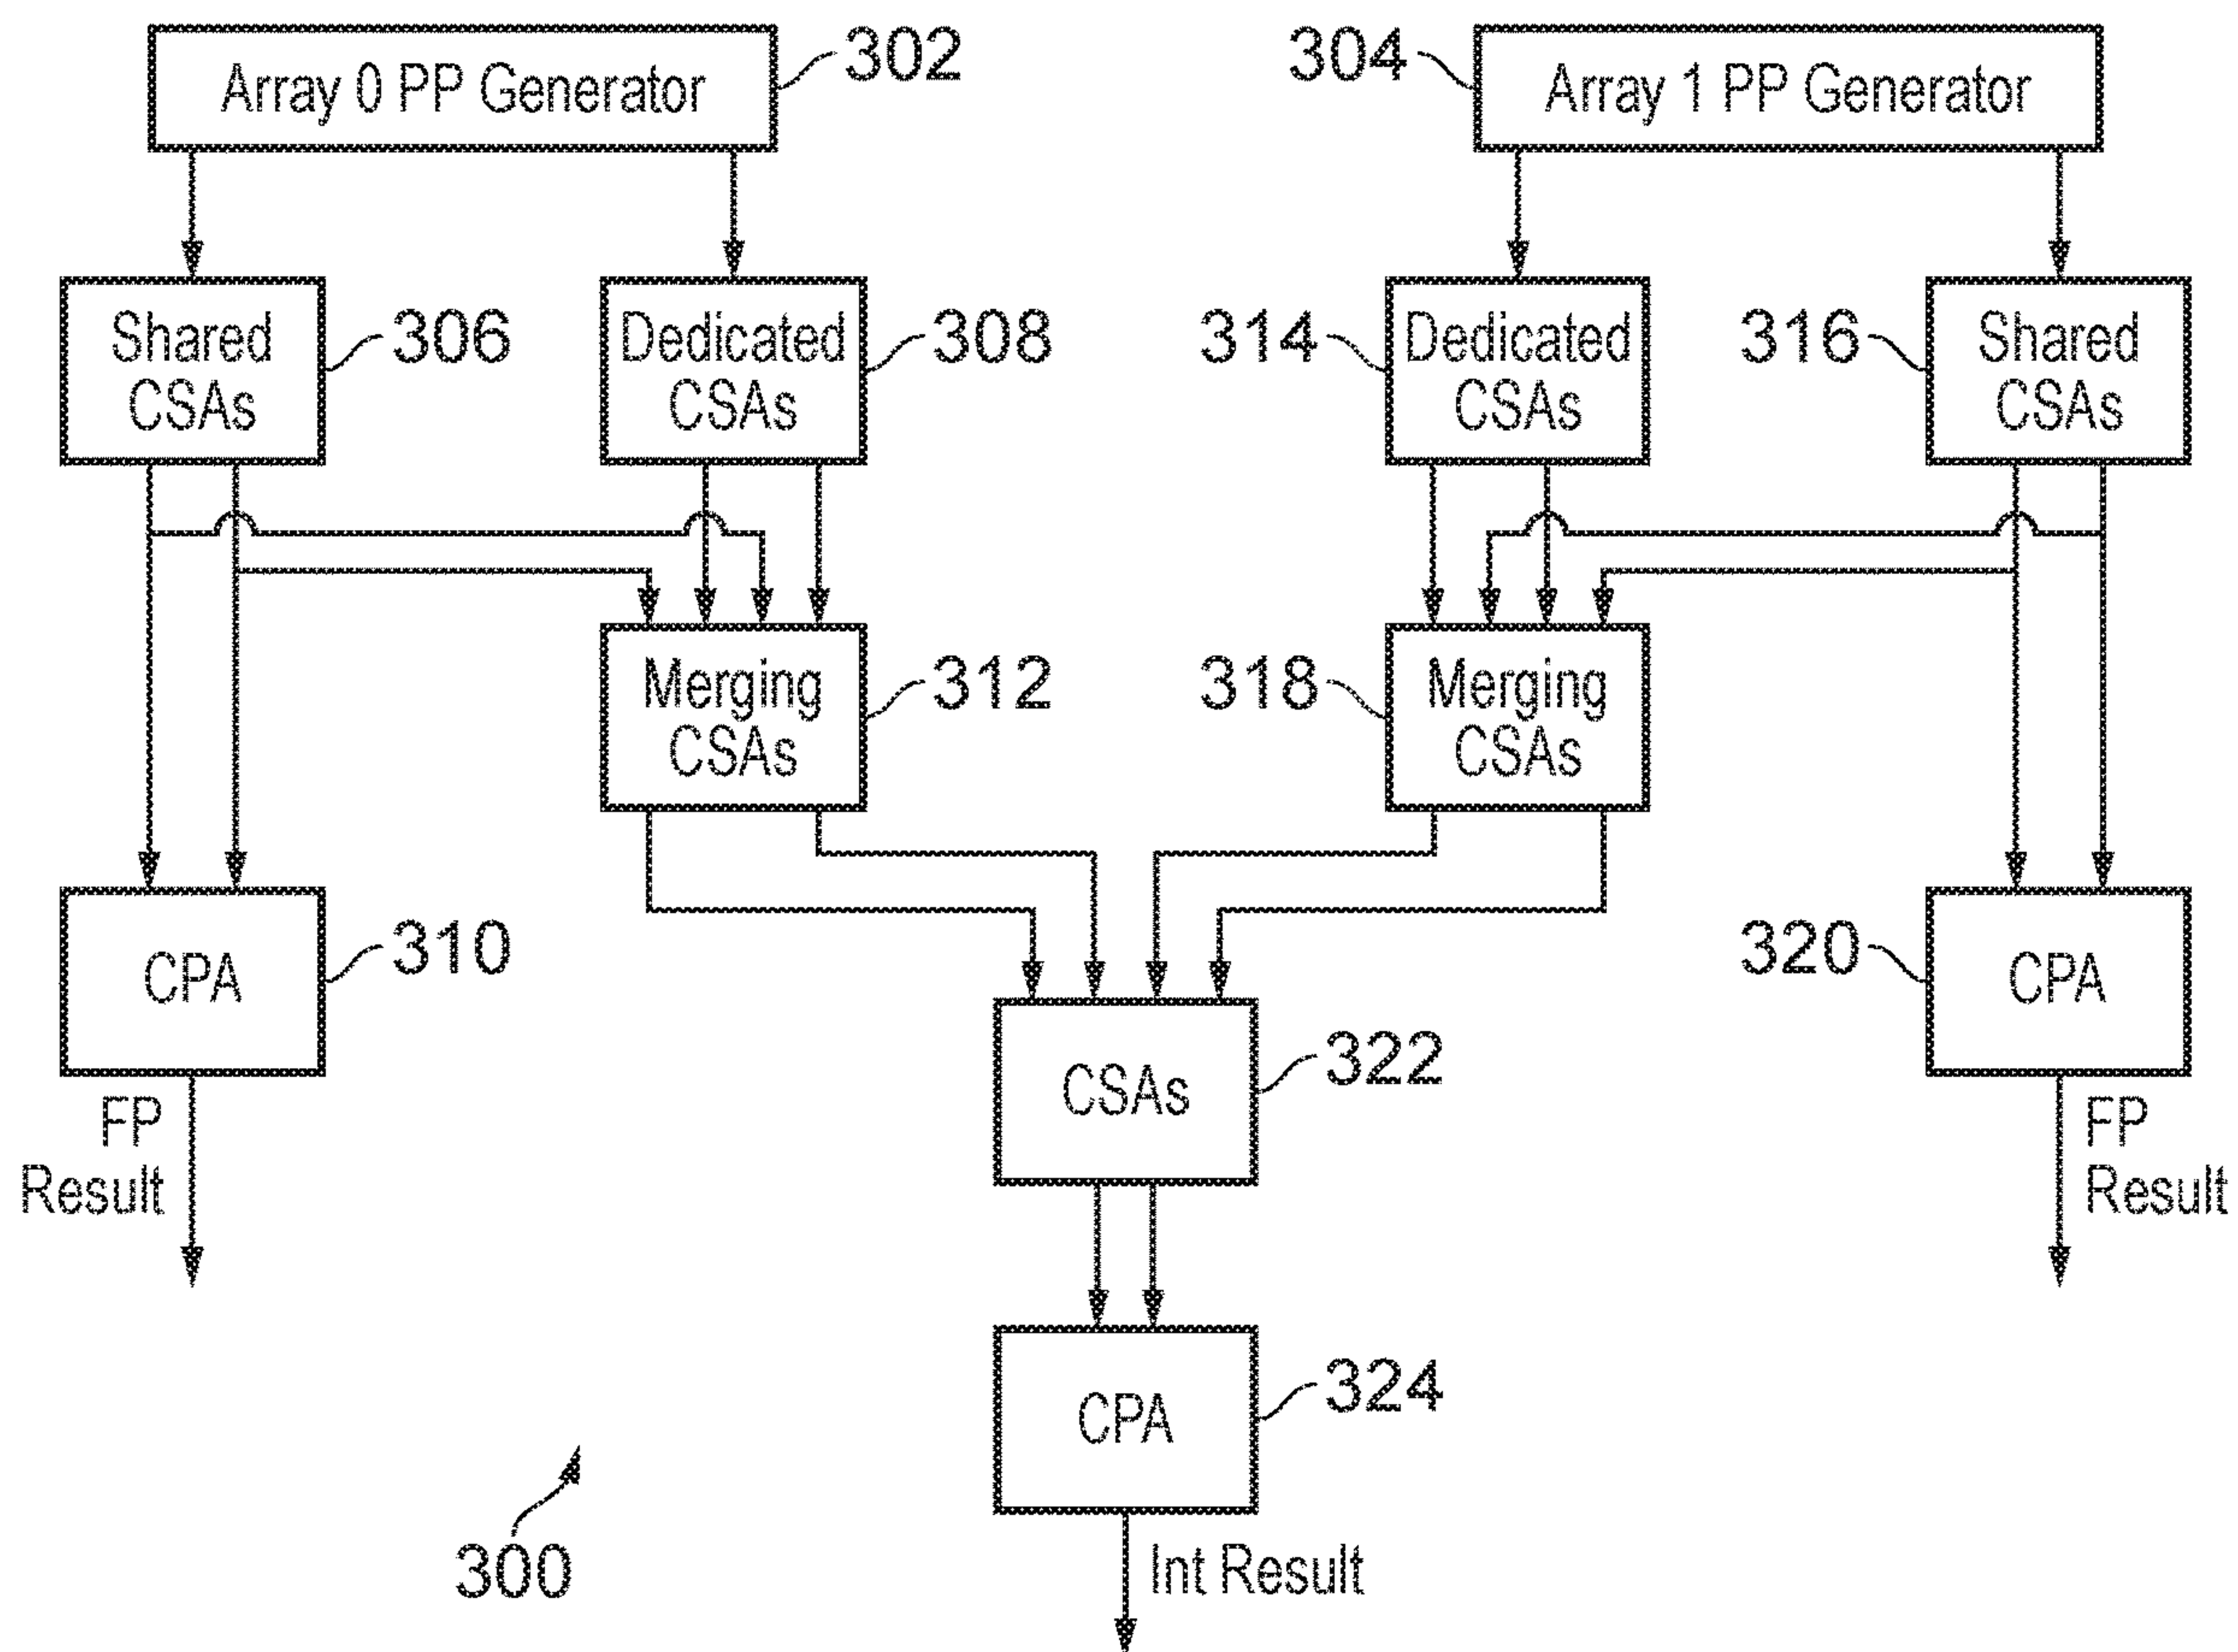 Array 0 PP Generator
302
304
Array 1 PP Generator
Shared
CSAs
306
Dedicated
CSAs
308
314
Dedicated
CSAs
316
Shared
CSAs
Merging
CSAs
312
318
Merging
CSAs
CPA
310
320
CPA
CSAs
322
FP
Result
FP
Result
CPA
324
300
Int Result